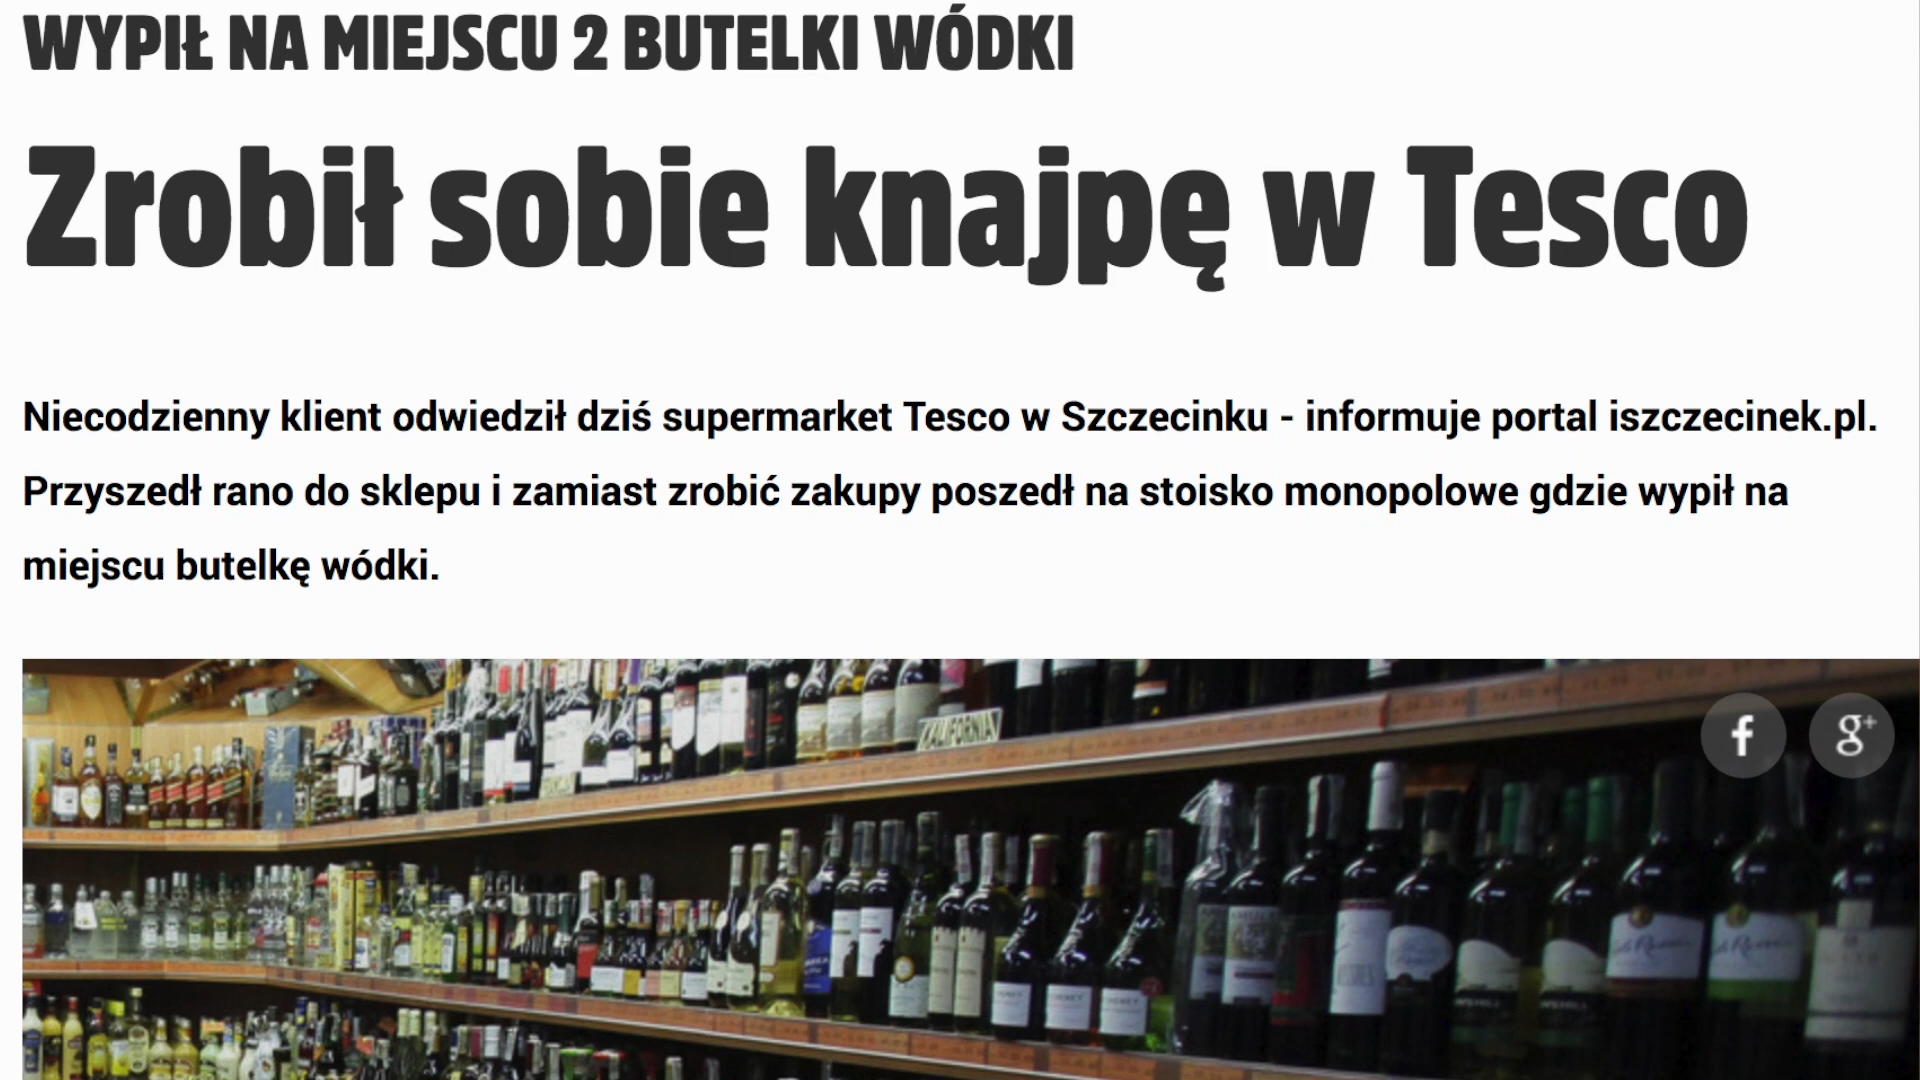 WYPIŁ NA MIEJSCU 2 BUTELKI WÓDKI
Zrobił sobie knajpę w Tesco
Niecodzienny klient odwiedził dziś supermarket Tesco w Szczecinku - informuje portal iszczecinek.pl.
Przyszedł rano do sklepu i zamiast zrobić zakupy poszedł na stoisko monopolowe gdzie wypił na
miejscu butelkę wódki.
KALIFORNIA
f g+